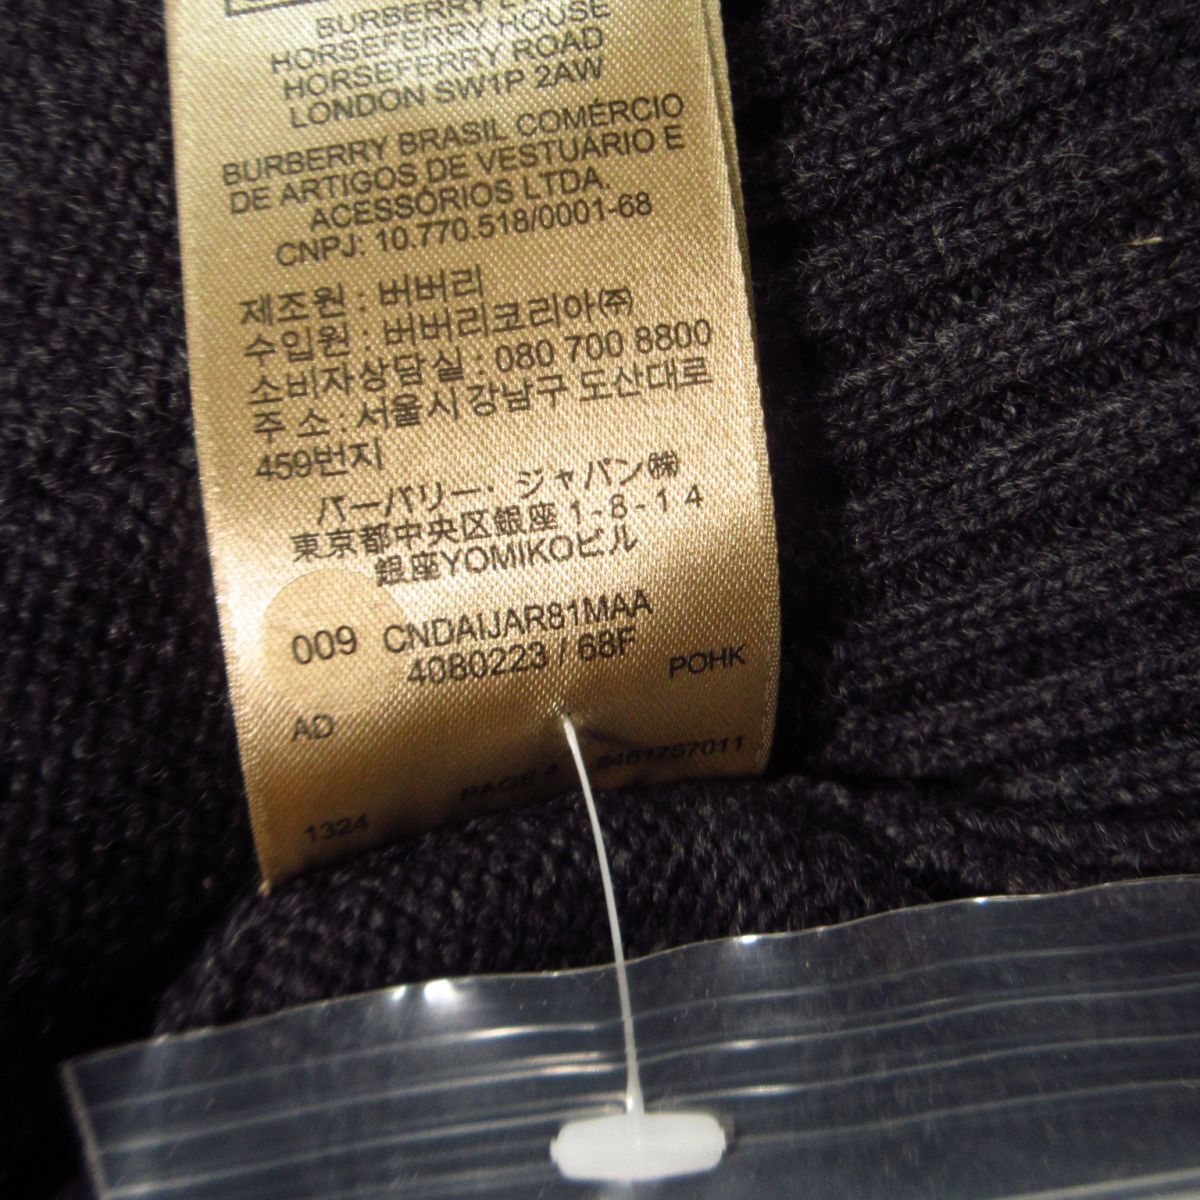 BURBERRY
HORSEFERRY HOUSE
HORSEFERRY ROAD
LONDON SW1P 2AW
BURBERRY BRASIL COMÉRCIO
DE ARTIGOS DE VESTUÁRIO E
ACESSÓRIOS LTDA.
CNPJ: 10.770.518/0001-68
제조원 : 버버리
수입원 : 버버리코리아㈜
소비자상담실 : 080 700 8800
주 소 : 서울시 강남구 도산대로
459번지
バーバリー・ジャパン㈱
東京都中央区銀座1-8-14
銀座YOMIKOビル
009 CNDAIJAR81MAA
4080223 / 68F
POHK
AD
PAGE 4 2461757011
1324